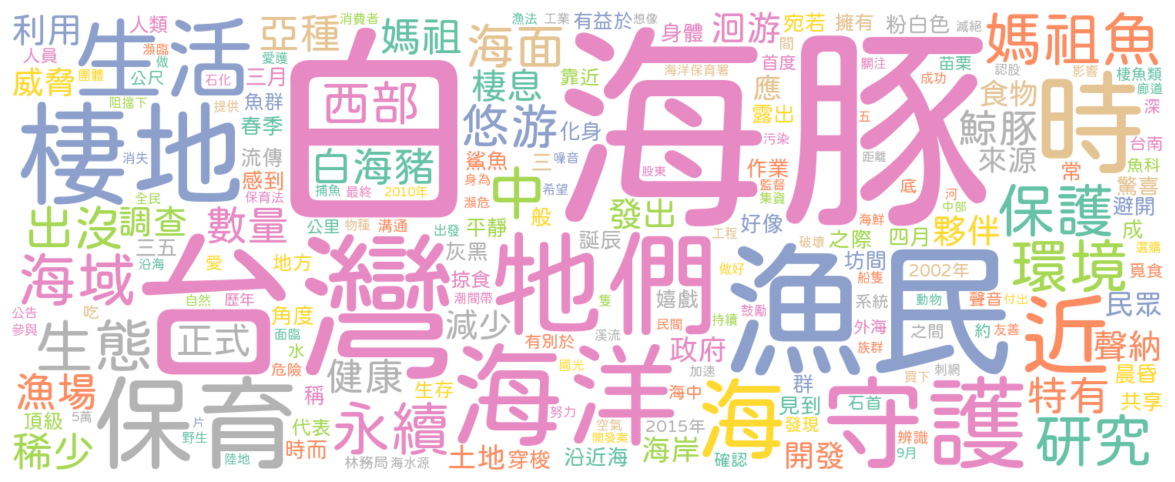 利用
人類
人員
瀕臨
生活
威脅
公尺
做
石化
三月
愛護
團體
亞種
消費者
媽祖
海面
漁法
工業
有益於
想像
宛若
身體
洄游
擁有
粉白色
滅絕
間
首度
關注
苗栗
成功
認股
影響
媽祖魚
棲魚類
廊道
深
台南
魚科
食物
時
白
西部
白海豬
海豚
棲息
靠近
海洋保育署
應
露出
鯨豚
來源
五
污染
距離
常
驚喜
避開
成
阻擋下
提供
魚群
春季
棲地
消失
流傳
感到
捕魚
最終
2010年
保育法
悠游
化身
鯊魚
三
噪音
股東
作業
身為
希望
監督
集資
底
河
中部
保護
出沒
調查
全民
數量
公里
物種
溝通
瀕危
平靜
中
出發
般
發出
好像
工程
海鮮
之際
四月
夥伴
還購
覓食
環境
三五
沿海
愛
地方
灰黑
誕辰
坊間
破壞
2002年
民眾
海域
台灣
牠們
掠食
潮間帶
嬉戲
做好
船隻
系統
動物
聲音
付出
公告
參與
自然
歷年
角度
面臨
水
危險
減少
隻
鼓勵
外海
之間
約
友善
近
聲納
生態
正式
有別於
溪流
民間
持續
漁民
族群
晨昏
漁場
保育
健康
稱
生存
海洋
國光
加速
政府
海中
群
見到
石首
買下
刺網
特有
共享
頂級
5萬
片
代表
永續
努力
空氣
開發案
2015年
海
發現
守護
辨識
研究
稀少
野生
陸地
時而
林務局
海水源
土地
穿梭
沿近海
海岸
確認
開發
9月